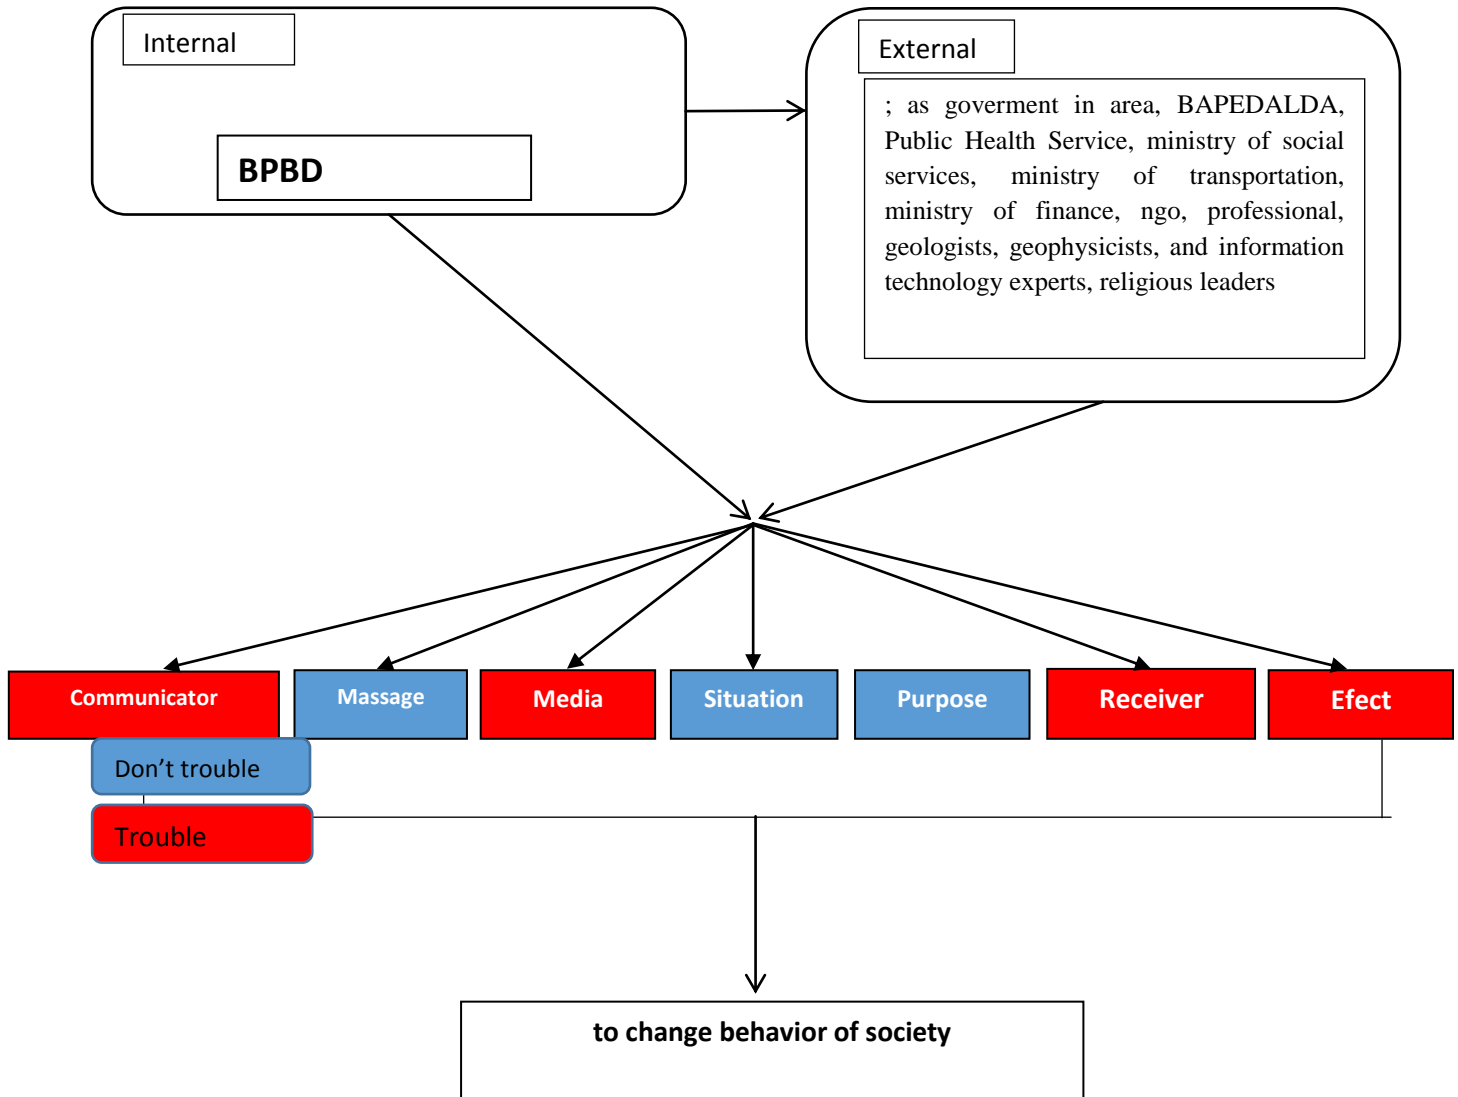 Internal
BPBD
External
; as goverment in area, BAPEDALDA,
Public Health Service, ministry of social
services, ministry of transportation,
ministry of finance, ngo, professional,
geologists, geophysicists, and information
technology experts, religious leaders
Communicator
Massage
Media
Situation
Purpose
Receiver
Efect
Don’t trouble
Trouble
to change behavior of society